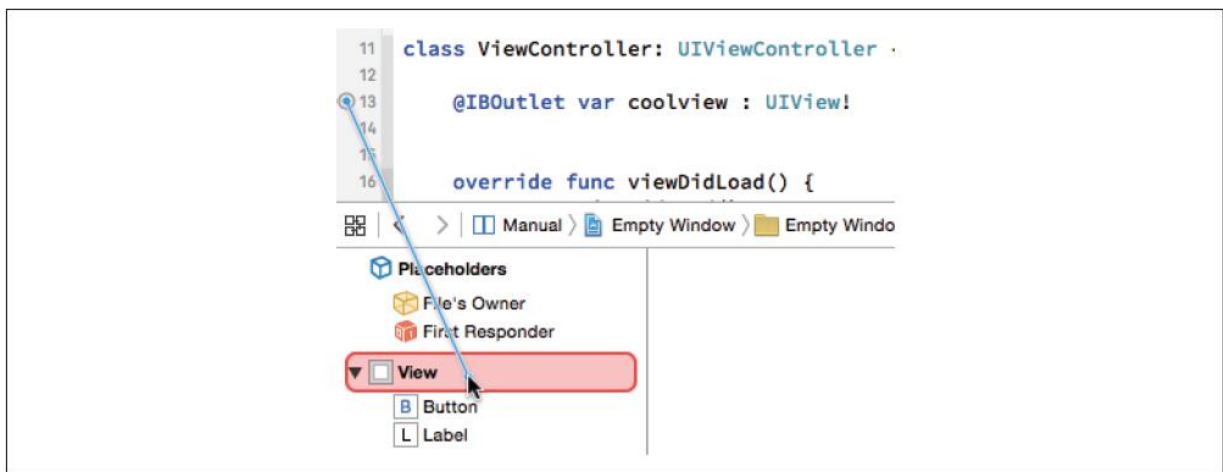 11 class ViewController: UIViewController
12
13 @IBOutlet var coolview : UIView!
14
15
16 override func viewDidLoad() {
Manual Empty Window Empty Windo
Placeholders
File's Owner
First Responder
View
B Button
L Label